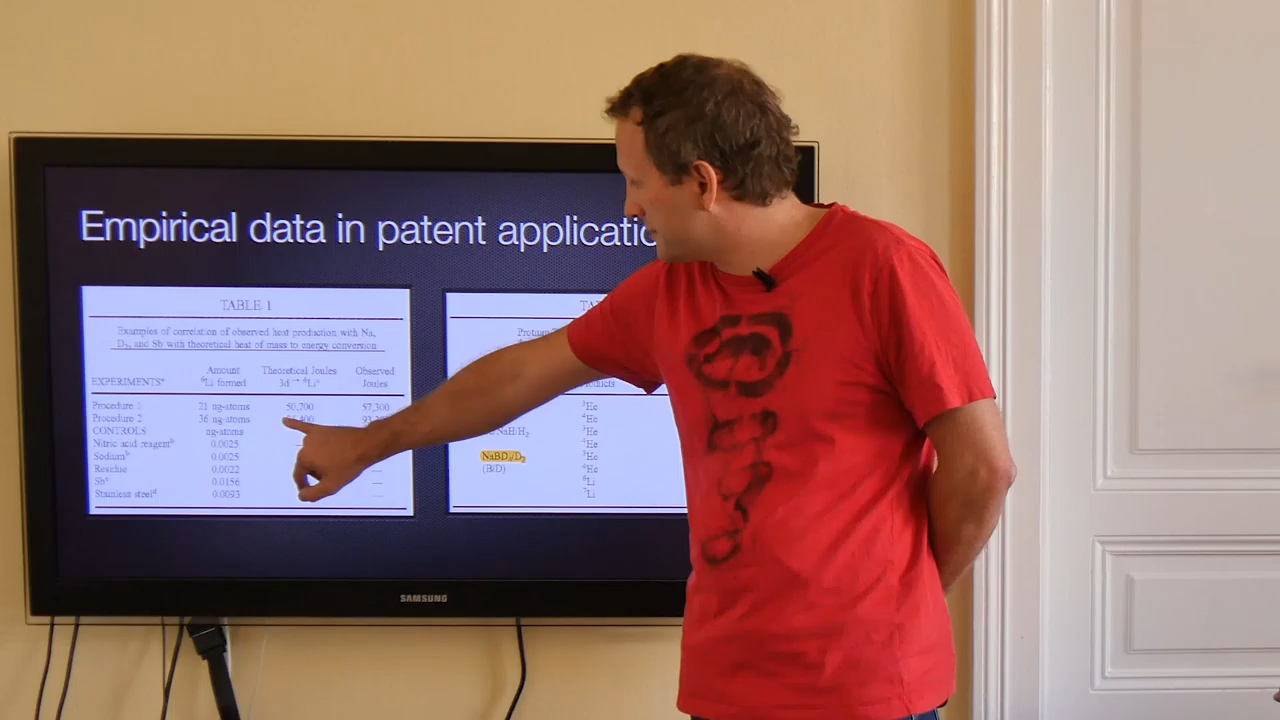 Empirical data in patent applicatio
TABLE 1
Examples of correlation of observed heat production with Na,
D₂, and Sb with theoretical heat of mass to energy conversion
EXPERIMENTSᵃ
Amount
⁶Li formed
Theoretical Joules
3d → ⁶Liᶜ
Observed
Joules
Procedure 1 21 ng-atoms 50,700 57,300
Procedure 2 36 ng-atoms
CONTROLS ng-atoms
Nitric acid reagentᵇ 0.0025
Sodiumᵇ 0.0025 —
Residue 0.0022 —
Sbᶜ 0.0156 —
Stainless steelᵈ 0.0093 —
³He
⁴He
NaH/H₂ ³He
NaBD₄/D₂ ³He
(B/D) ⁴He
⁶Li
⁷Li
SAMSUNG